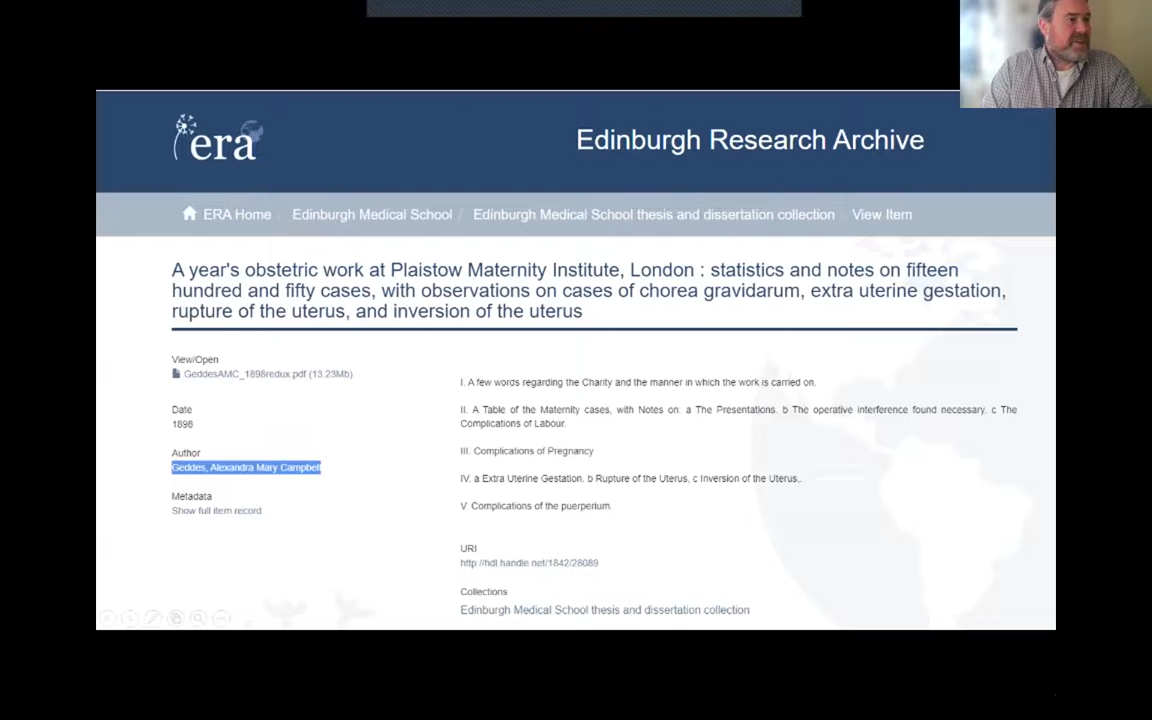 era
Edinburgh Research Archive
ERA Home / Edinburgh Medical School / Edinburgh Medical School thesis and dissertation collection View Item
A year's obstetric work at Plaistow Maternity Institute, London : statistics and notes on fifteen
hundred and fifty cases, with observations on cases of chorea gravidarum, extra uterine gestation,
rupture of the uterus, and inversion of the uterus
View/Open
GeddesAMC_1898redux.pdf (13.23Mb)
Date
1898
Author
Geddes, Alexandra Mary Campbell
Metadata
Show full item record
I. A few words regarding the Charity and the manner in which the work is carried on.
II. A Table of the Maternity cases, with Notes on: a The Presentations. b The operative interference found necessary. c The
Complications of Labour.
III. Complications of Pregnancy
IV. a Extra Uterine Gestation. b Rupture of the Uterus, c Inversion of the Uterus,.
V. Complications of the puerperium.
URI
http://hdl.handle.net/1842/28089
Collections
Edinburgh Medical School thesis and dissertation collection